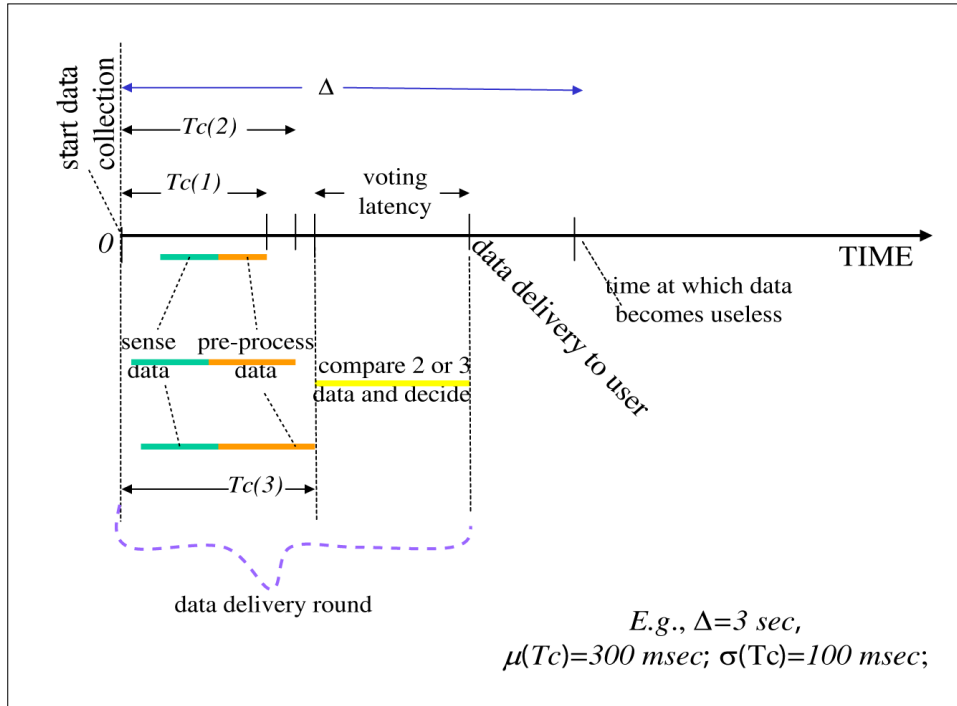 start data
collection
Δ
Tc(2)
Tc(1)
voting
latency
0
TIME
data delivery to user
time at which data
becomes useless
sense
data
pre-process
data
compare 2 or 3
data and decide
Tc(3)
data delivery round
E.g., Δ=3 sec,
μ(Tc)=300 msec; σ(Tc)=100 msec;